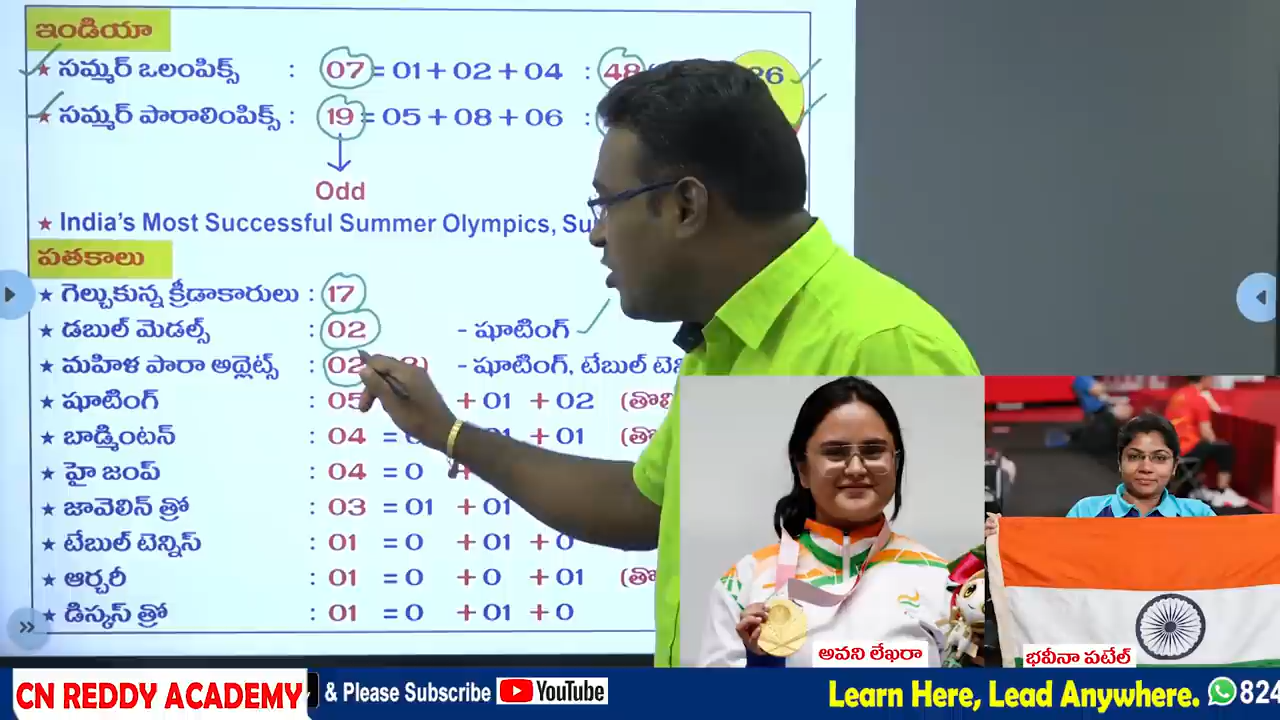 ఇండియా
★ సమ్మర్ ఒలంపిక్స్ : 07 = 01 + 02 + 04 : 48 26
★ సమ్మర్ పారాలింపిక్స్ : 19 = 05 + 08 + 06 :
Odd
★ India's Most Successful Summer Olympics,
పతకాలు
★ గెల్చుకున్న క్రీడాకారులు : 17
★ డబుల్ మెడల్స్ : 02 - షూటింగ్
★ మహిళ పారా అథ్లెట్స్ : 02 - షూటింగ్, టేబుల్
★ షూటింగ్ : 05 + 01 + 02
★ బాడ్మింటన్ : 04 = + 01
★ హై జంప్ : 04 = 0
★ జావెలిన్ త్రో : 03 = 01 + 01
★ టేబుల్ టెన్నిస్ : 01 = 0 + 01 + 0
★ ఆర్చరీ : 01 = 0 + 0 + 01
★ డిస్కస్ త్రో : 01 = 0 + 01 + 0
అవని లేఖరా
భవీనా పటేల్
CN REDDY ACADEMY & Please Subscribe YouTube Learn Here, Lead Anywhere. 824